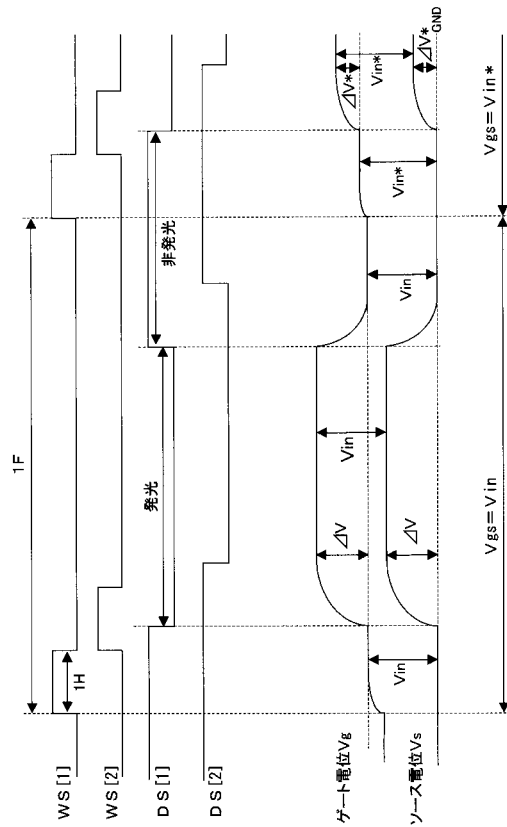 1F
WS[1]
1H
WS[2]
発光
非発光
DS[1]
DS[2]
ゲート電位Vg
Vin
ΔV
Vin
Vin
Vin*
ΔV*
Vin*
ソース電位Vs
ΔV
ΔV*
GND
Vgs=Vin
Vgs=Vin*